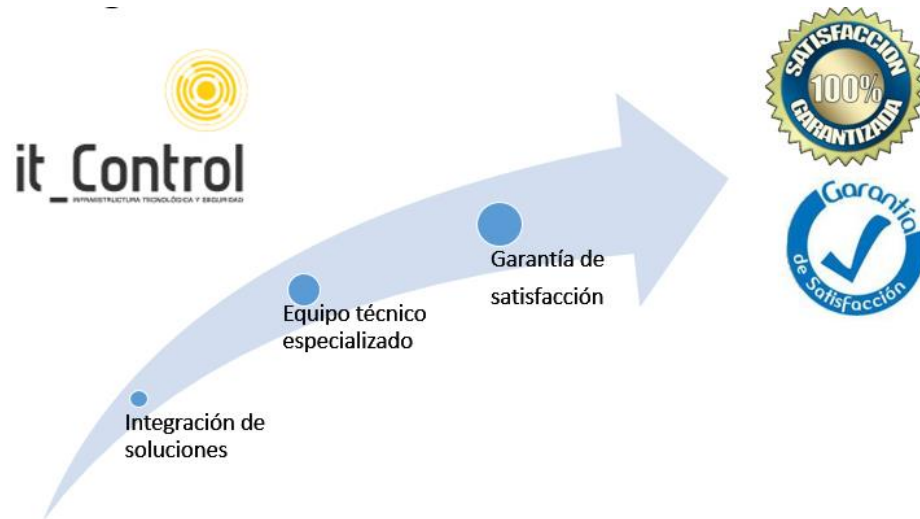 it_Control
INFRAESTRUCTURA TECNOLÓGICA Y SEGURIDAD
SATISFACCION
100%
GARANTIZADA
Garantía
de Satisfacción
Garantía de
satisfacción
Equipo técnico
especializado
Integración de
soluciones